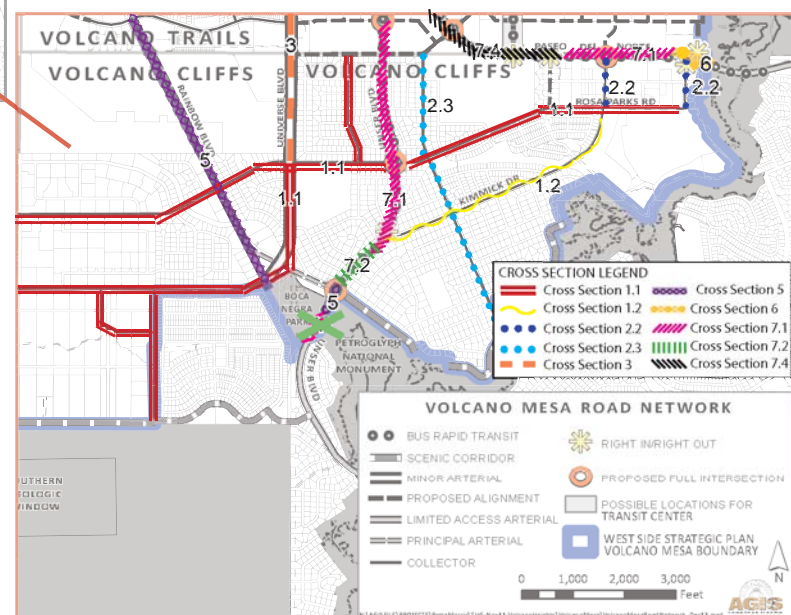 VOLCANO TRAILS
VOLCANO CLIFFS
VOLCANO CLIFFS
3
7.4
PASEO DEL NORTE
7.1
6
RAINBOW BLVD
UNIVERSE BLVD
UNSER BLVD
2.3
2.2
2.2
1.1
ROSA PARKS RD
5
1.1
1.1
7.1
KIMMICK DR
1.2
7.2
5
BOCA
NEGRA
PARK
PETROGLYPH
NATIONAL
MONUMENT
UNSER BLVD
CROSS SECTION LEGEND
Cross Section 1.1
Cross Section 1.2
Cross Section 2.2
Cross Section 2.3
Cross Section 3
Cross Section 5
Cross Section 6
Cross Section 7.1
Cross Section 7.2
Cross Section 7.4
VOLCANO MESA ROAD NETWORK
BUS RAPID TRANSIT
SCENIC CORRIDOR
MINOR ARTERIAL
PROPOSED ALIGNMENT
LIMITED ACCESS ARTERIAL
PRINCIPAL ARTERIAL
COLLECTOR
RIGHT IN/RIGHT OUT
PROPOSED FULL INTERSECTION
POSSIBLE LOCATIONS FOR
TRANSIT CENTER
WEST SIDE STRATEGIC PLAN
VOLCANO MESA BOUNDARY
N
0 1,000 2,000 3,000
Feet
AGIS
UTHERN
EOLOGIC
WINDOW